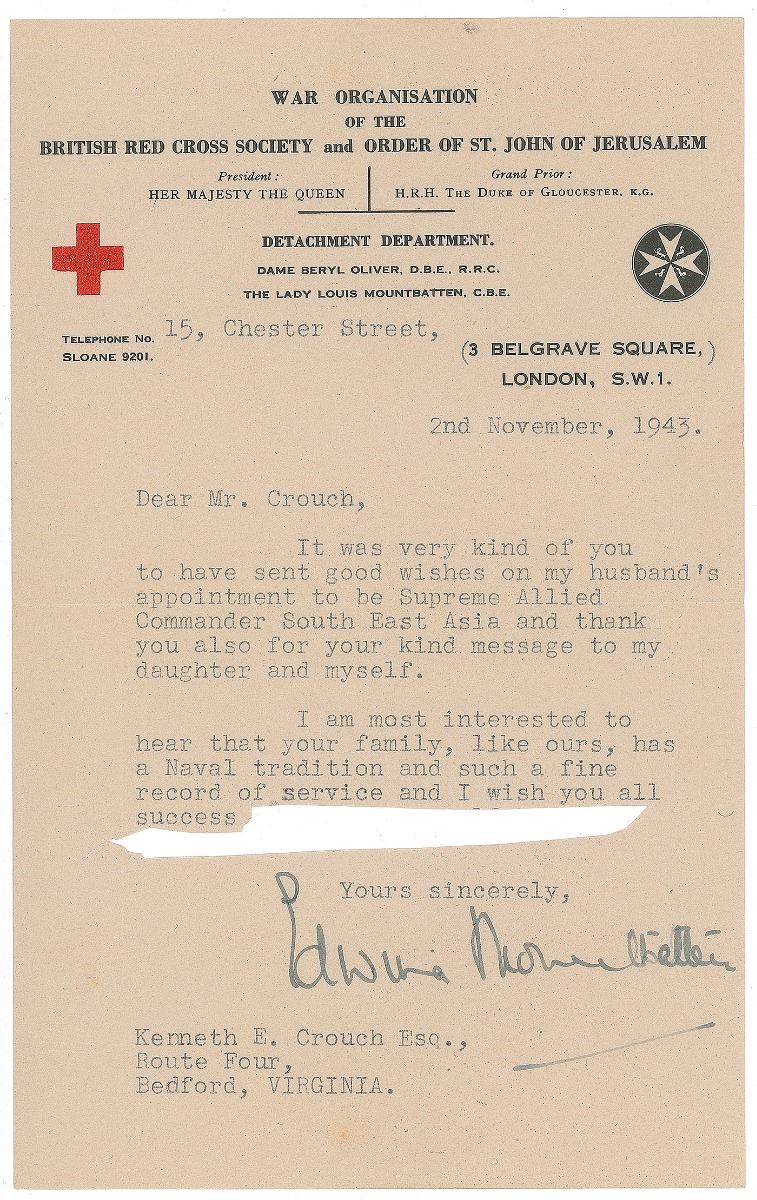 WAR ORGANISATION
OF THE
BRITISH RED CROSS SOCIETY and ORDER OF ST. JOHN OF JERUSALEM
President:
HER MAJESTY THE QUEEN
Grand Prior:
H.R.H. THE DUKE OF GLOUCESTER, K.G.
DETACHMENT DEPARTMENT.
DAME BERYL OLIVER, D.B.E., R.R.C.
THE LADY LOUIS MOUNTBATTEN, C.B.E.
TELEPHONE No.
SLOANE 9201.
15, Chester Street,
(3 BELGRAVE SQUARE,)
LONDON, S.W.1.
2nd November, 1943.
Dear Mr. Crouch,
It was very kind of you
to have sent good wishes on my husband's
appointment to be Supreme Allied
Commander South East Asia and thank
you also for your kind message to my
daughter and myself.
I am most interested to
hear that your family, like ours, has
a Naval tradition and such a fine
record of service and I wish you all
success
Yours sincerely,
Edwina Mountbatten
Kenneth E. Crouch Esq.,
Route Four,
Bedford, VIRGINIA.